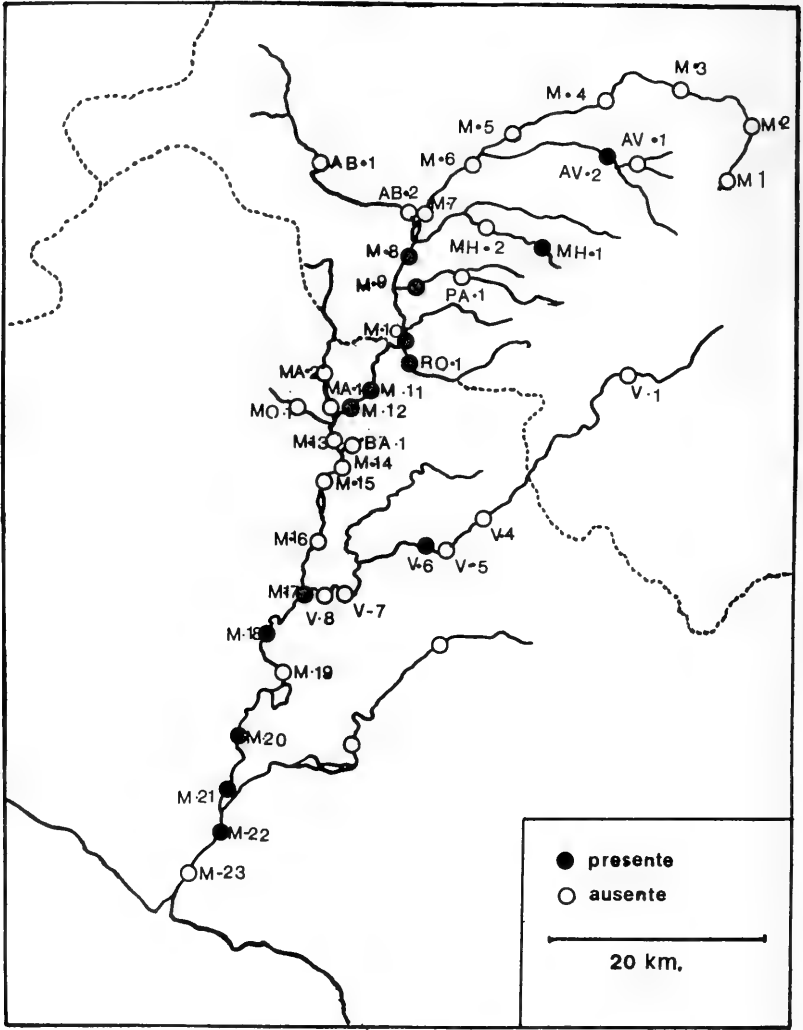 M•3
M•4
M•2
M•5
AV•1
M•6
AV•2
M1
AB•1
AB•2
M•7
MH•2
MH•1
M•8
M•9
PA•1
M•1
RO•1
MA•2
MA•1
M•11
V•1
MO•1
M•12
M•13
BA•1
M•14
M•15
V•4
M•16
V•6
V•5
M•17
V•8
V•7
M•18
M•19
M•20
M•21
M•22
M•23
presente
ausente
20 km.